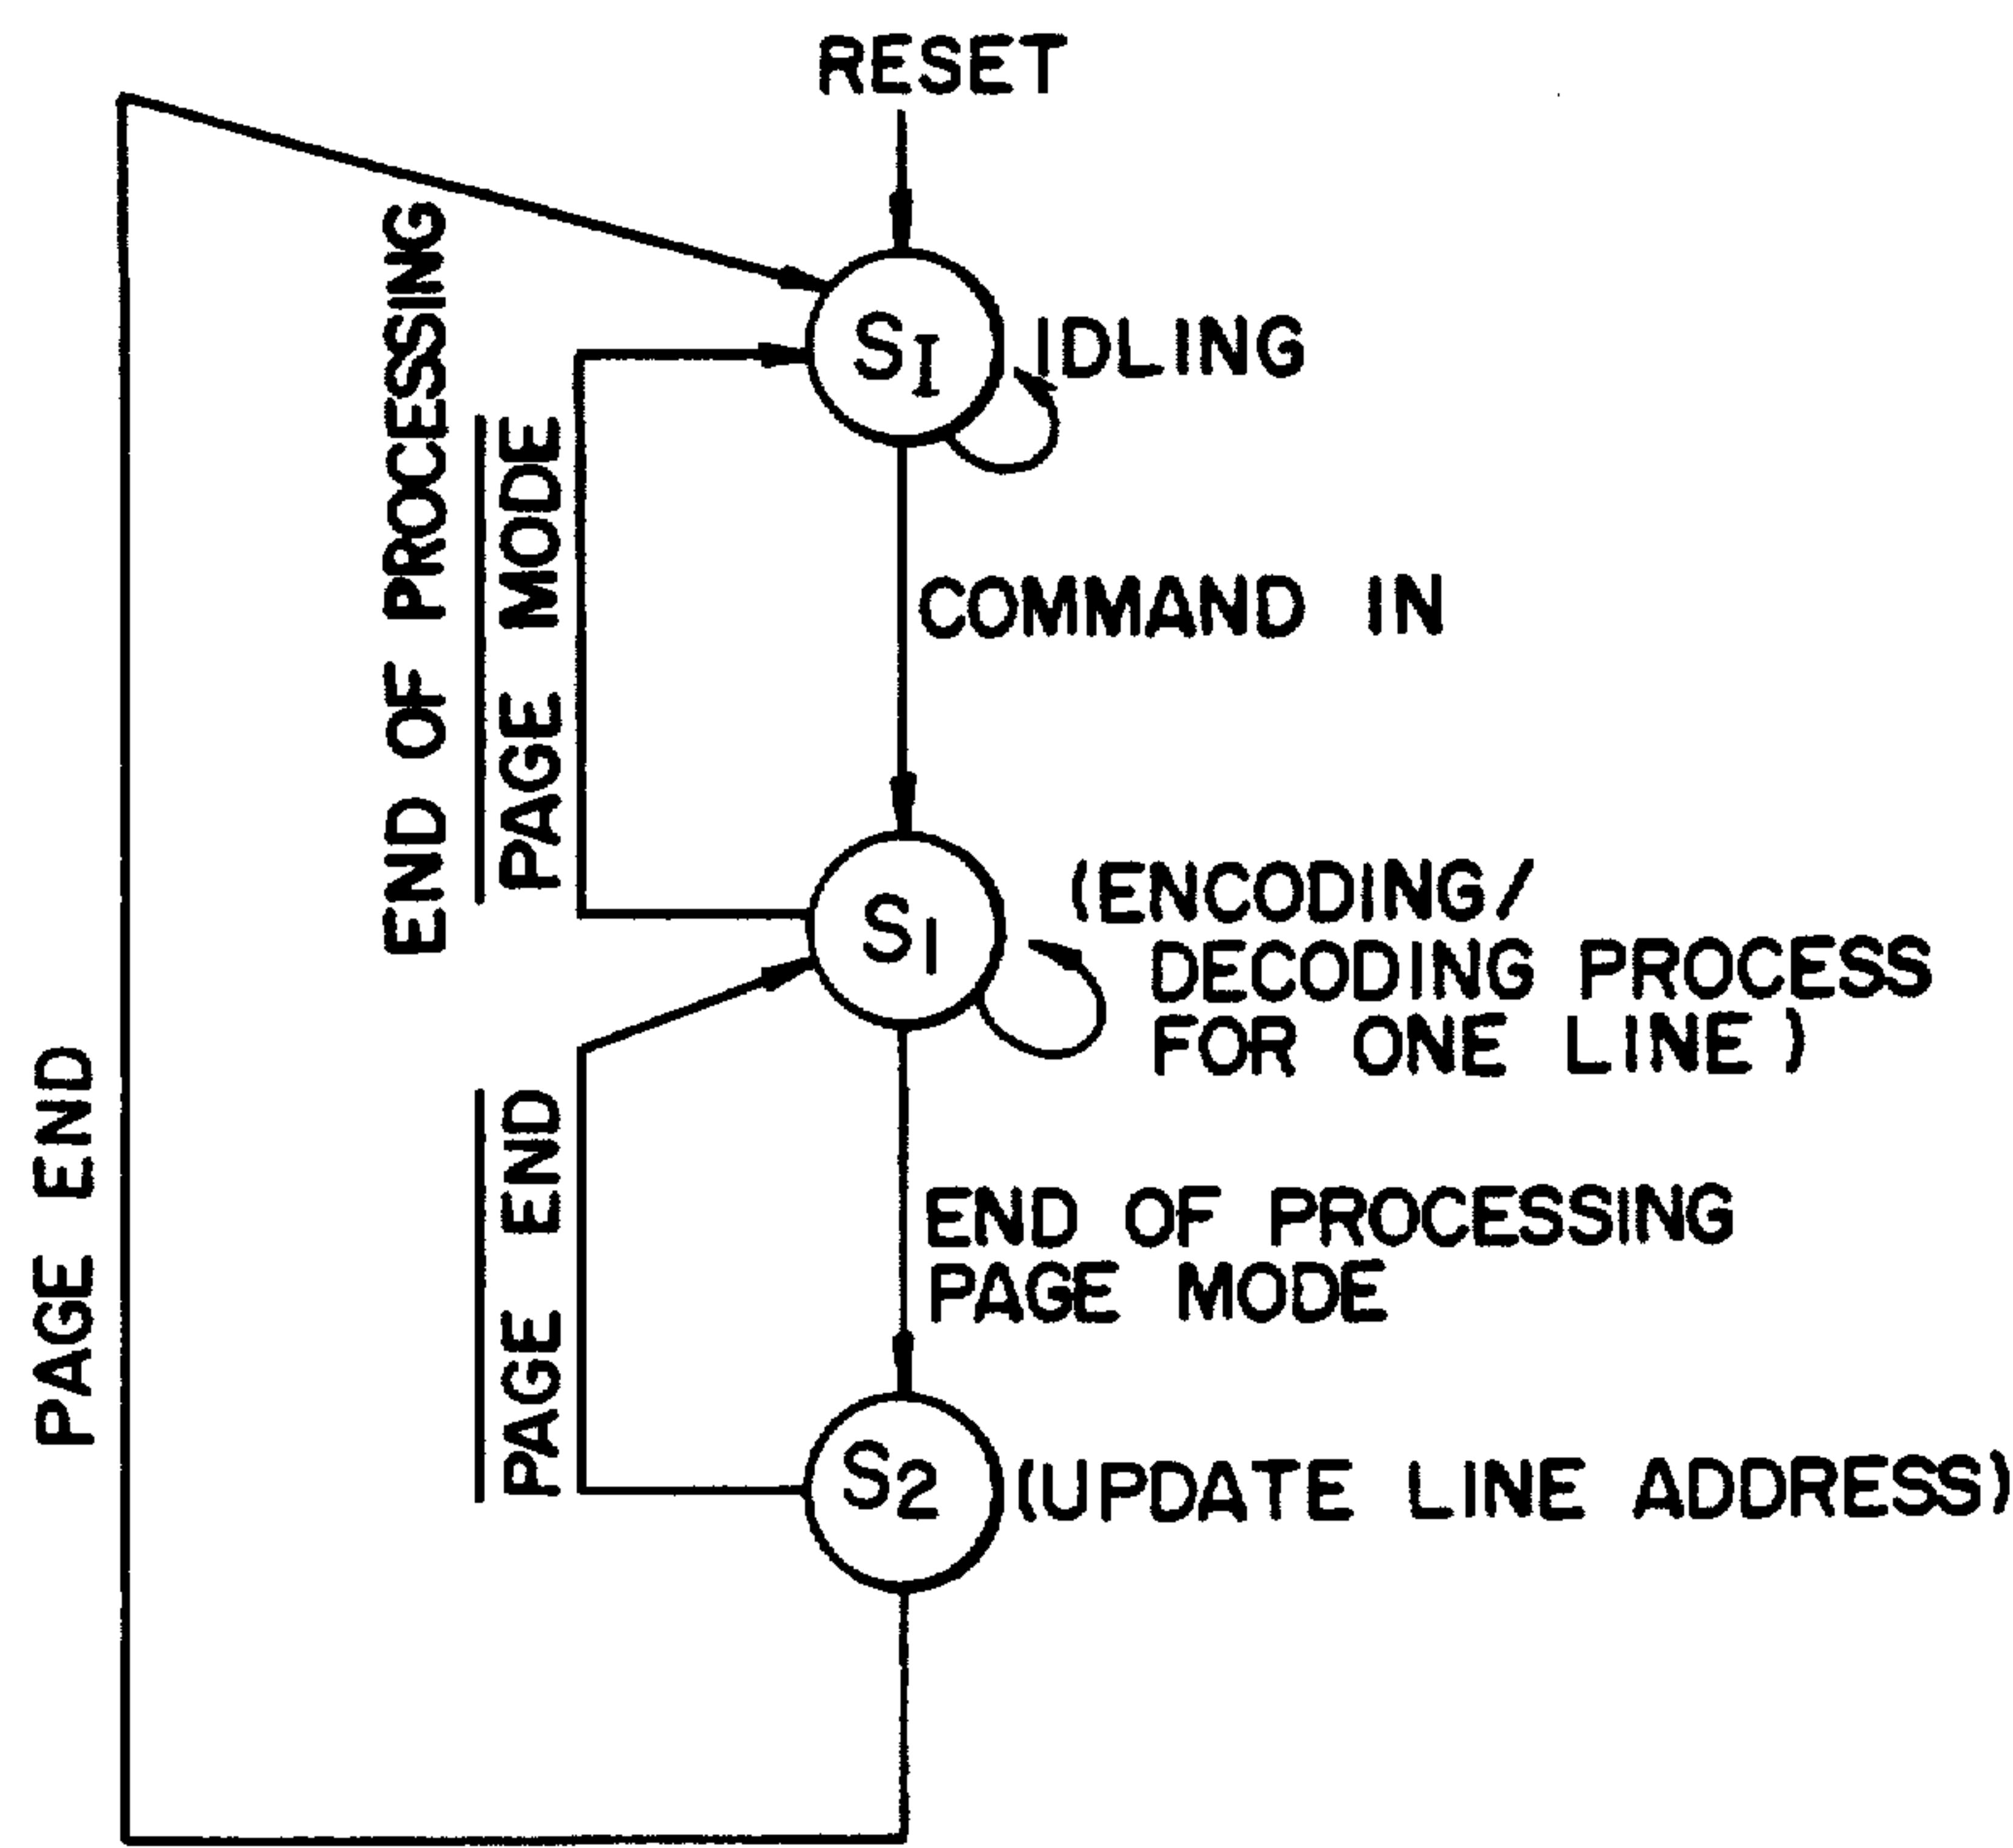 RESET
SI IDLING
END OF PROCESSING
PAGE MODE
COMMAND IN
S1 (ENCODING/
DECODING PROCESS
FOR ONE LINE)
PAGE END
PAGE END
END OF PROCESSING
PAGE MODE
S2 (UPDATE LINE ADDRESS)